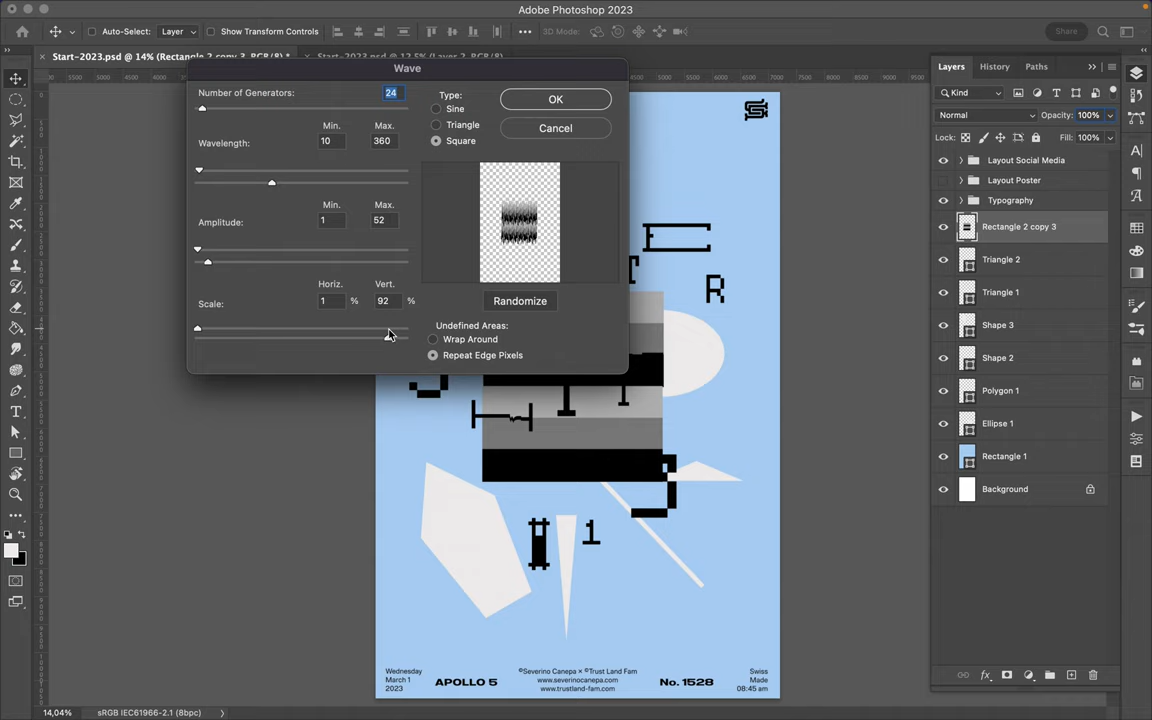 Adobe Photoshop 2023
Auto-Select: Layer Show Transform Controls 3D Mode: Share
Start-2023.psd @ 14% (Rectangle 2 copy 3, RGB/8) * Start-23.psd @ 12.5% (Layer 2, RGB/8)
Wave
Number of Generators: 24
Type:
Sine
Triangle
Square
OK
Cancel
Min. Max.
Wavelength: 10 360
Min. Max.
Amplitude: 1 52
Horiz. Vert.
Scale: 1 % 92 %
Randomize
Undefined Areas:
Wrap Around
Repeat Edge Pixels
Layers History Paths
Kind
Normal Opacity: 100%
Lock: Fill: 100%
Layout Social Media
Layout Poster
Typography
Rectangle 2 copy 3
Triangle 2
Triangle 1
Shape 3
Shape 2
Polygon 1
Ellipse 1
Rectangle 1
Background
R
1
Wednesday
March 1
2023
APOLLO 5
©Severino Canepa × ©Trust Land Fam
www.severinocanepa.com
www.trustland-fam.com
No. 1528
Swiss
Made
08:45 am
14,04% sRGB IEC61966-2.1 (8bpc)